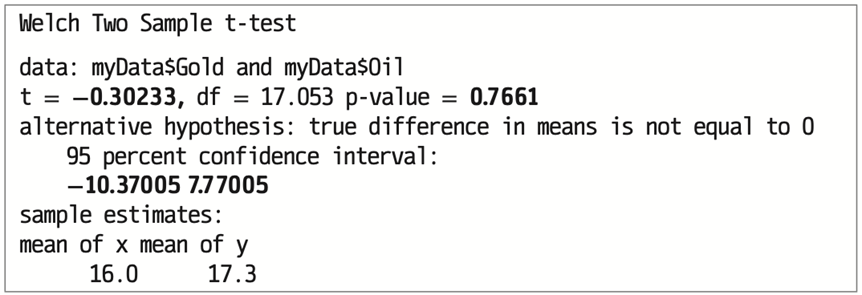 Welch Two Sample t-test
data: myData$Gold and myData$Oil
t = −0.30233, df = 17.053 p-value = 0.7661
alternative hypothesis: true difference in means is not equal to 0
95 percent confidence interval:
−10.37005 7.77005
sample estimates:
mean of x mean of y
16.0 17.3